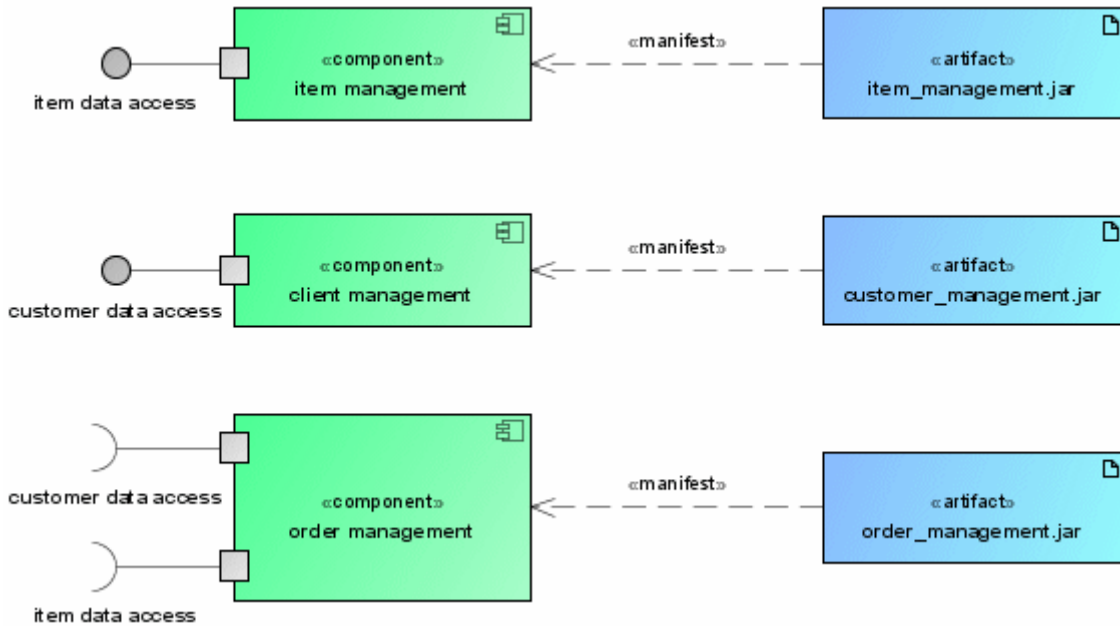 «component»
item management
item data access
«manifest»
«artifact»
item_management.jar
«component»
client management
customer data access
«manifest»
«artifact»
customer_management.jar
customer data access
«component»
order management
item data access
«manifest»
«artifact»
order_management.jar